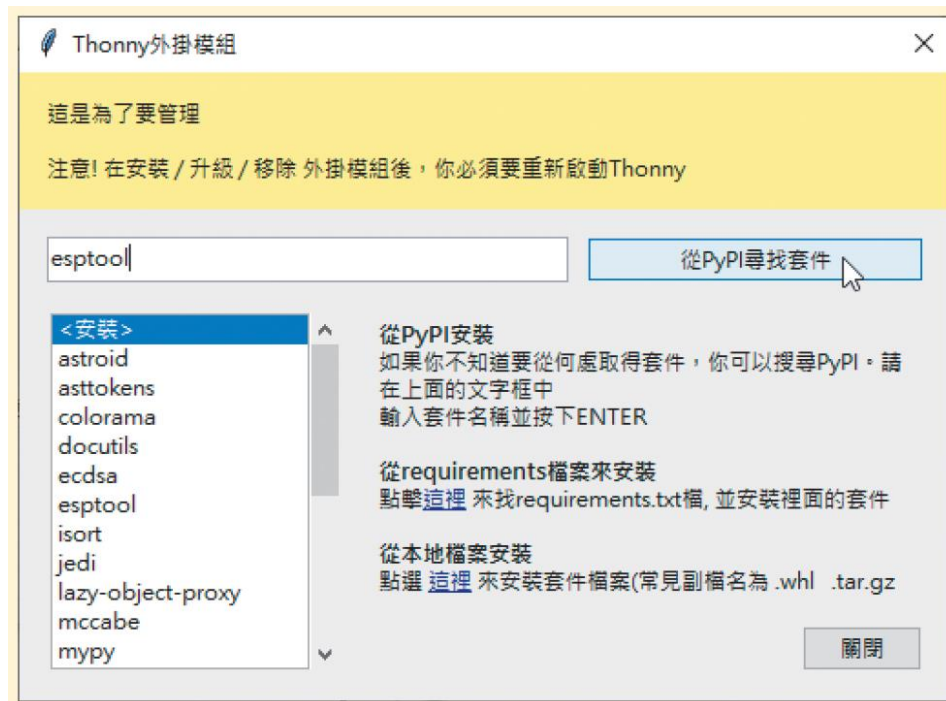 Thonny外掛模組
這是為了要管理
注意! 在安裝 / 升級 / 移除 外掛模組後，你必須要重新啟動Thonny
esptool
從PyPI尋找套件
<安裝>
astroid
asttokens
colorama
docutils
ecdsa
esptool
isort
jedi
lazy-object-proxy
mccabe
mypy
從PyPI安裝
如果你不知道要從何處取得套件，你可以搜尋PyPI。請
在上面的文字框中
輸入套件名稱並按下ENTER
從requirements檔案來安裝
點擊這裡 來找requirements.txt檔, 並安裝裡面的套件
從本地檔案安裝
點選 這裡 來安裝套件檔案(常見副檔名為 .whl .tar.gz
關閉